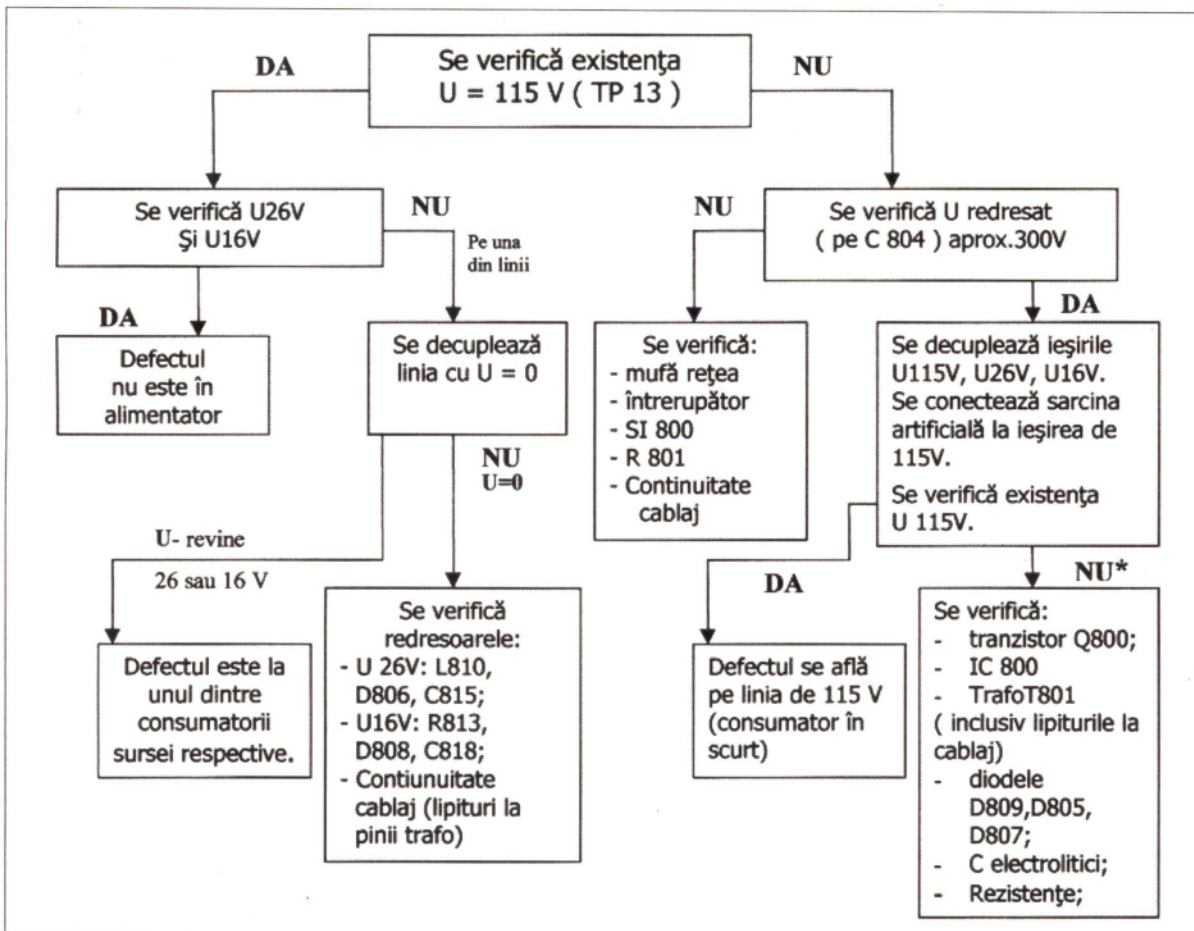 Se verifică existenţa
U = 115 V ( TP 13 )
DA
NU
Se verifică U26V
Şi U16V
NU
Pe una
din linii
NU
Se verifică U redresat
( pe C 804 ) aprox.300V
DA
Defectul
nu este în
alimentator
Se decuplează
linia cu U = 0
Se verifică:
- mufă reţea
- întrerupător
- SI 800
- R 801
- Continuitate
cablaj
DA
Se decuplează ieşirile
U115V, U26V, U16V.
Se conectează sarcina
artificială la ieşirea de
115V.
Se verifică existenţa
U 115V.
NU
U=0
U- revine
26 sau 16 V
DA
NU*
Defectul este la
unul dintre
consumatorii
sursei respective.
Se verifică
redresoarele:
- U 26V: L810,
D806, C815;
- U16V: R813,
D808, C818;
- Contiunuitate
cablaj (lipituri la
pinii trafo)
Defectul se află
pe linia de 115 V
(consumator în
scurt)
Se verifică:
- tranzistor Q800;
- IC 800
- TrafoT801
( inclusiv lipiturile la
cablaj)
- diodele
D809,D805,
D807;
- C electrolitici;
- Rezistenţe;